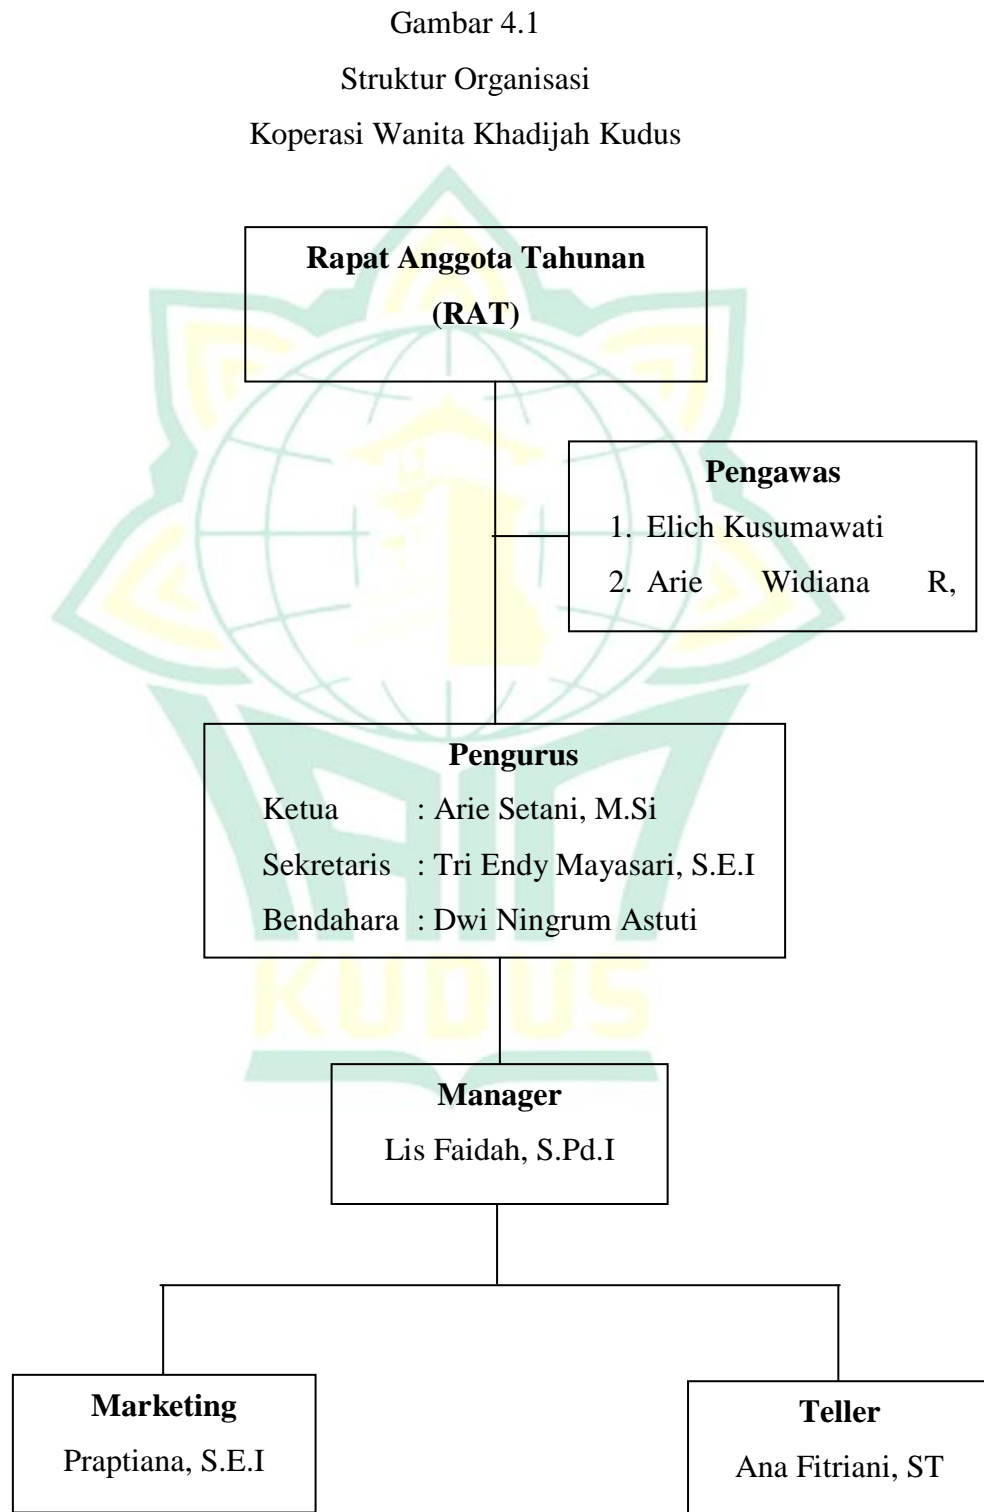 Gambar 4.1
Struktur Organisasi
Koperasi Wanita Khadijah Kudus
Rapat Anggota Tahunan
(RAT)
Pengawas
1. Elich Kusumawati
2. Arie Widiana R,
Pengurus
Ketua : Arie Setani, M.Si
Sekretaris : Tri Endy Mayasari, S.E.I
Bendahara : Dwi Ningrum Astuti
IAIN
KUDUS
Manager
Lis Faidah, S.Pd.I
Marketing
Praptiana, S.E.I
Teller
Ana Fitriani, ST